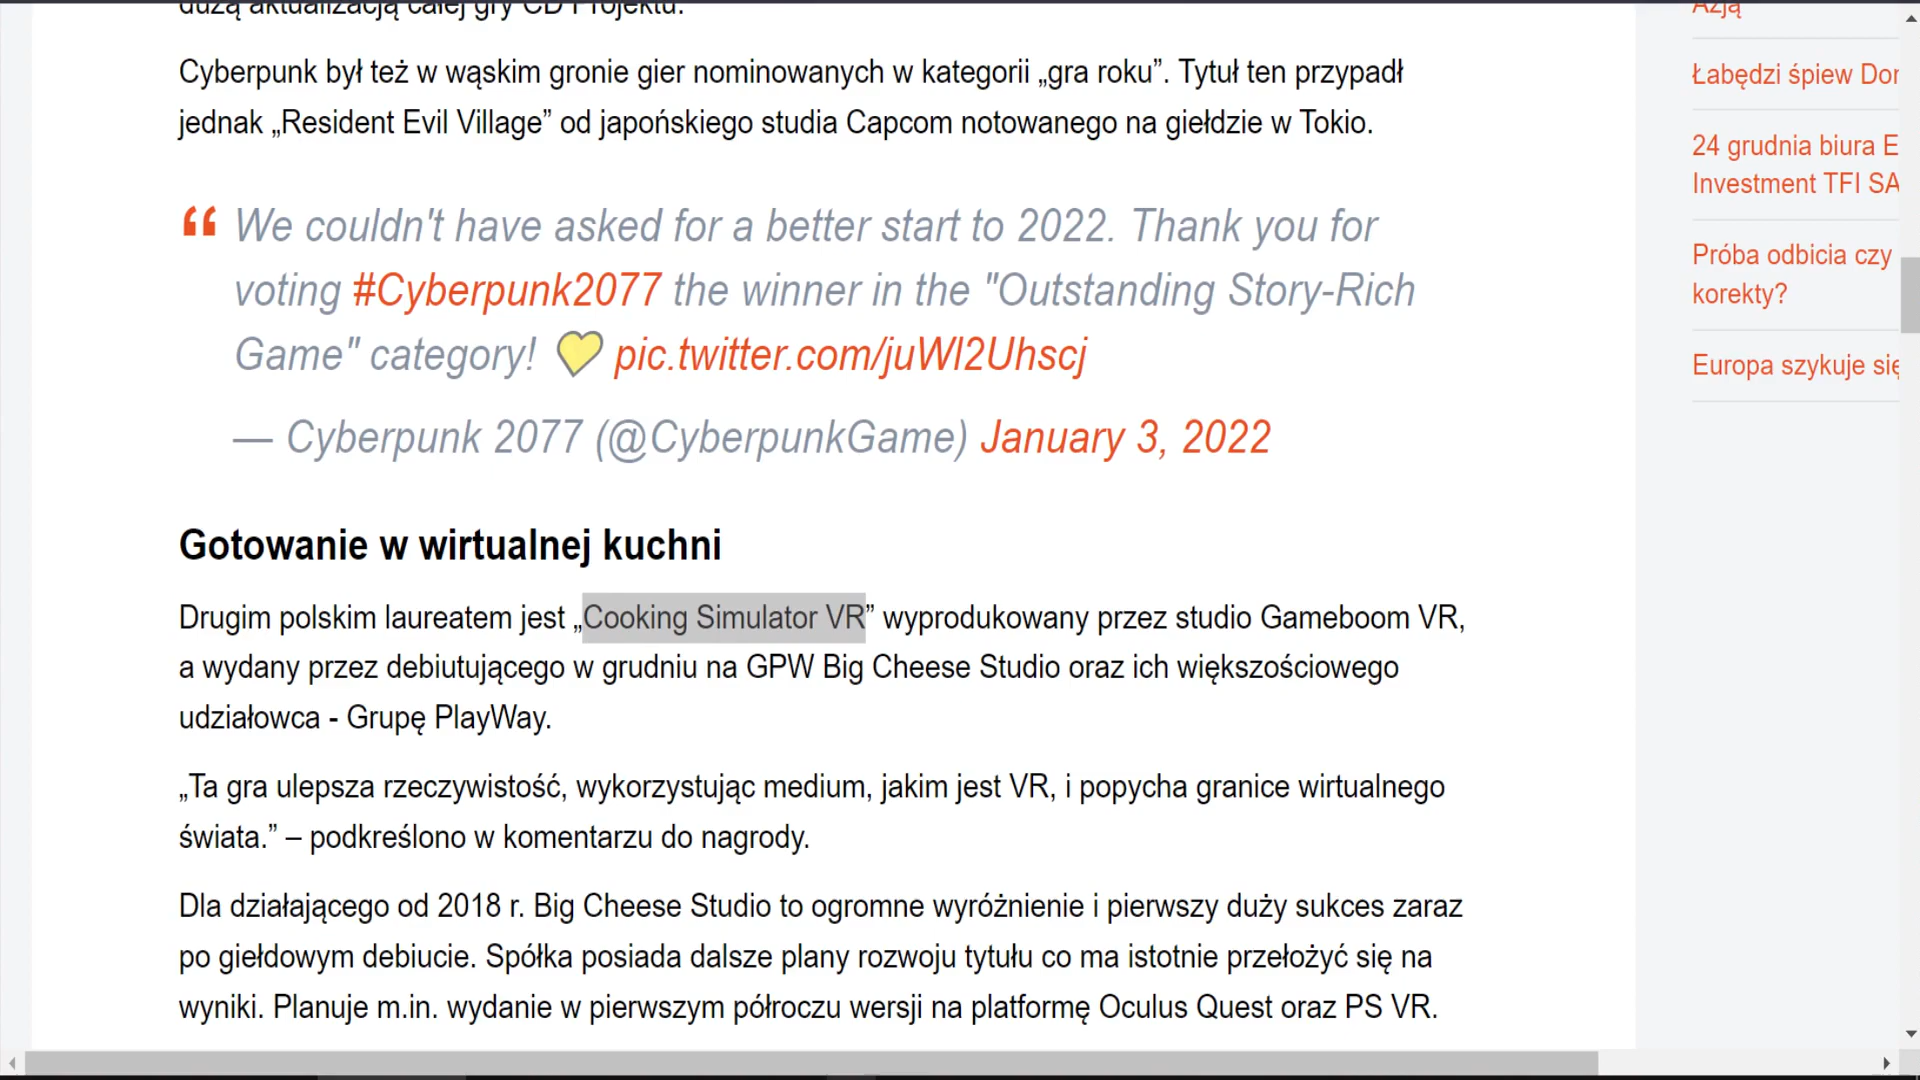 dużą aktualizacją całej gry CD Projektu.
Cyberpunk był też w wąskim gronie gier nominowanych w kategorii „gra roku”. Tytuł ten przypadł
jednak „Resident Evil Village” od japońskiego studia Capcom notowanego na giełdzie w Tokio.
“ We couldn't have asked for a better start to 2022. Thank you for
voting #Cyberpunk2077 the winner in the "Outstanding Story-Rich
Game" category! 💛 pic.twitter.com/juWl2Uhscj
— Cyberpunk 2077 (@CyberpunkGame) January 3, 2022
Gotowanie w wirtualnej kuchni
Drugim polskim laureatem jest „Cooking Simulator VR” wyprodukowany przez studio Gameboom VR,
a wydany przez debiutującego w grudniu na GPW Big Cheese Studio oraz ich większościowego
udziałowca - Grupę PlayWay.
„Ta gra ulepsza rzeczywistość, wykorzystując medium, jakim jest VR, i popycha granice wirtualnego
świata.” – podkreślono w komentarzu do nagrody.
Dla działającego od 2018 r. Big Cheese Studio to ogromne wyróżnienie i pierwszy duży sukces zaraz
po giełdowym debiucie. Spółka posiada dalsze plany rozwoju tytułu co ma istotnie przełożyć się na
wyniki. Planuje m.in. wydanie w pierwszym półroczu wersji na platformę Oculus Quest oraz PS VR.
Azją
Łabędzi śpiew Dor
24 grudnia biura E
Investment TFI SA
Próba odbicia czy
korekty?
Europa szykuje się